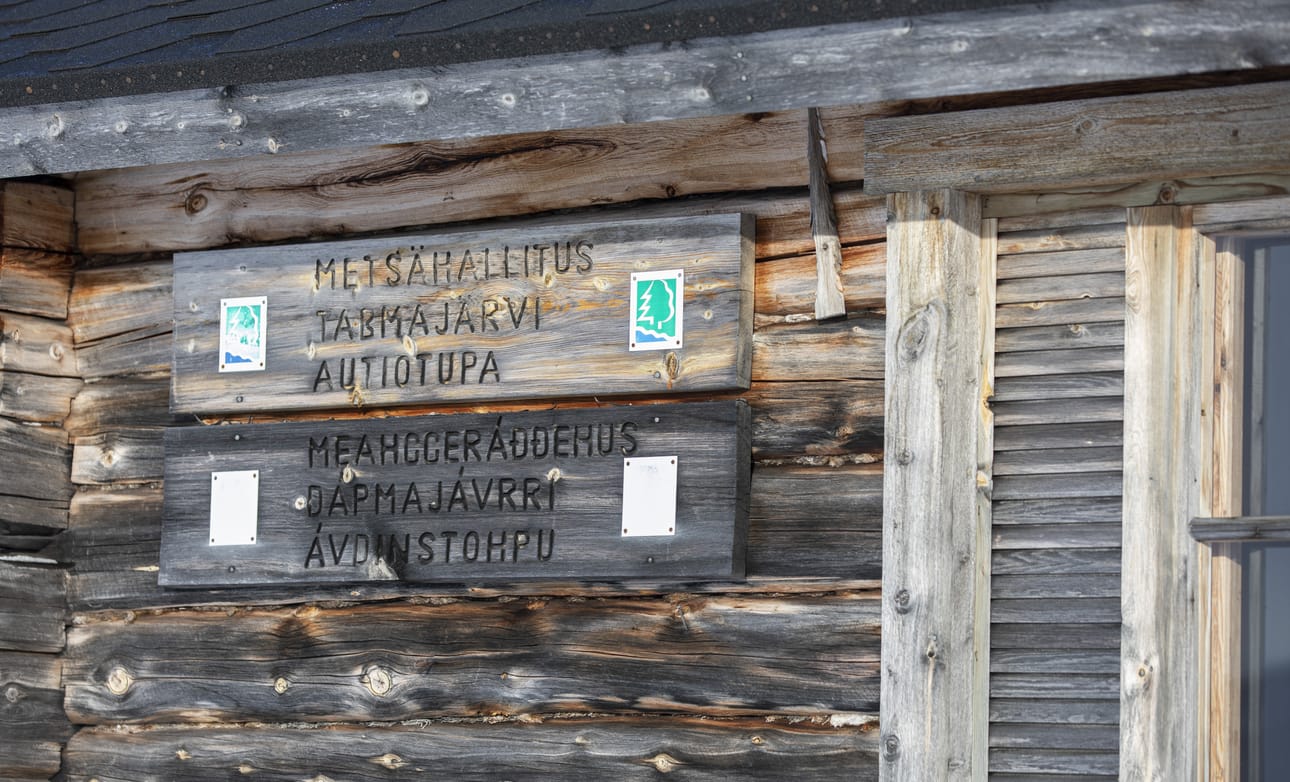 METSÄHALLITUS
TABMAJÄRVI
AUTIOTUPA
MEAHCCERÁĐĐEHUS
DÁPMAJÁVRRI
ÁVDINSTOHPU